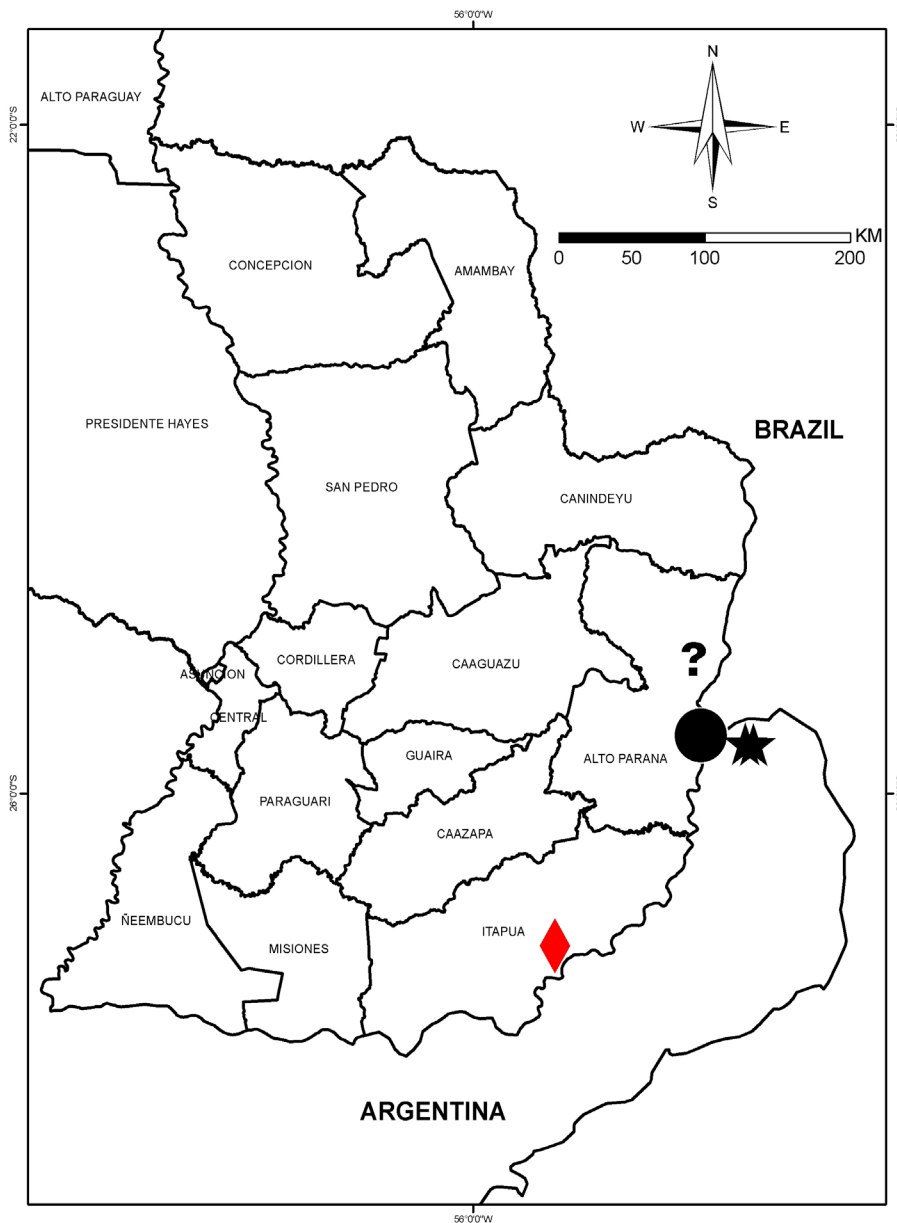 56°0'0"W
ALTO PARAGUAY
N
22°0'0"S
W
E
S
KM
0
50
100
200
CONCEPCION
AMAMBAY
PRESIDENTE HAYES
BRAZIL
SAN PEDRO
CANINDEYU
?
CORDILLERA
CAAGUAZU
ASUNCION
CENTRAL
GUAIRA
ALTO PARANA
26°0'0"S
PARAGUARI
CAAZAPA
ÑEEMBUCU
ITAPUA
MISIONES
ARGENTINA
56°0'0"W